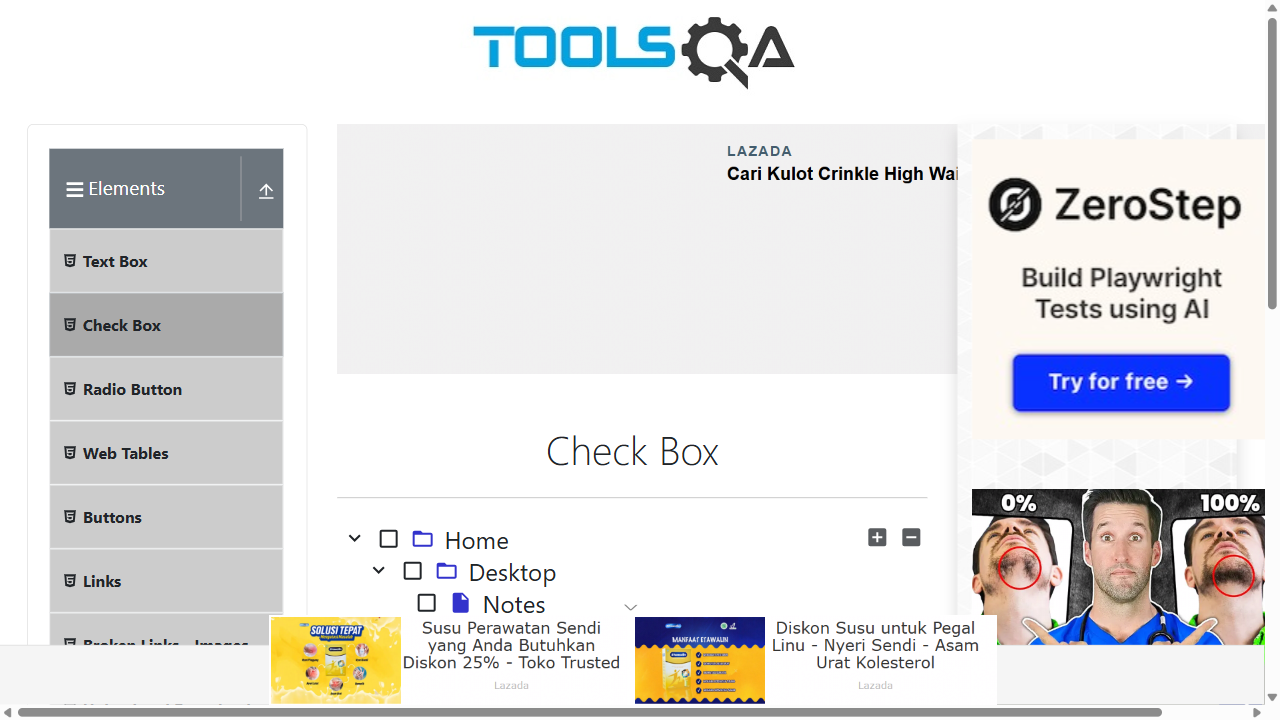 TOOLSQA
Elements
Text Box
Check Box
Radio Button
Web Tables
Buttons
Links
Broken Links - Images
LAZADA
Cari Kulot Crinkle High Wai
ZeroStep
Build Playwright
Tests using AI
Try for free →
Check Box
Home
Desktop
Notes
0%
100%
SOLUSI TEPAT
Susu Perawatan Sendi
yang Anda Butuhkan
Diskon 25% - Toko Trusted
Lazada
MANFAAT ETAWALIN
Diskon Susu untuk Pegal
Linu - Nyeri Sendi - Asam
Urat Kolesterol
Lazada